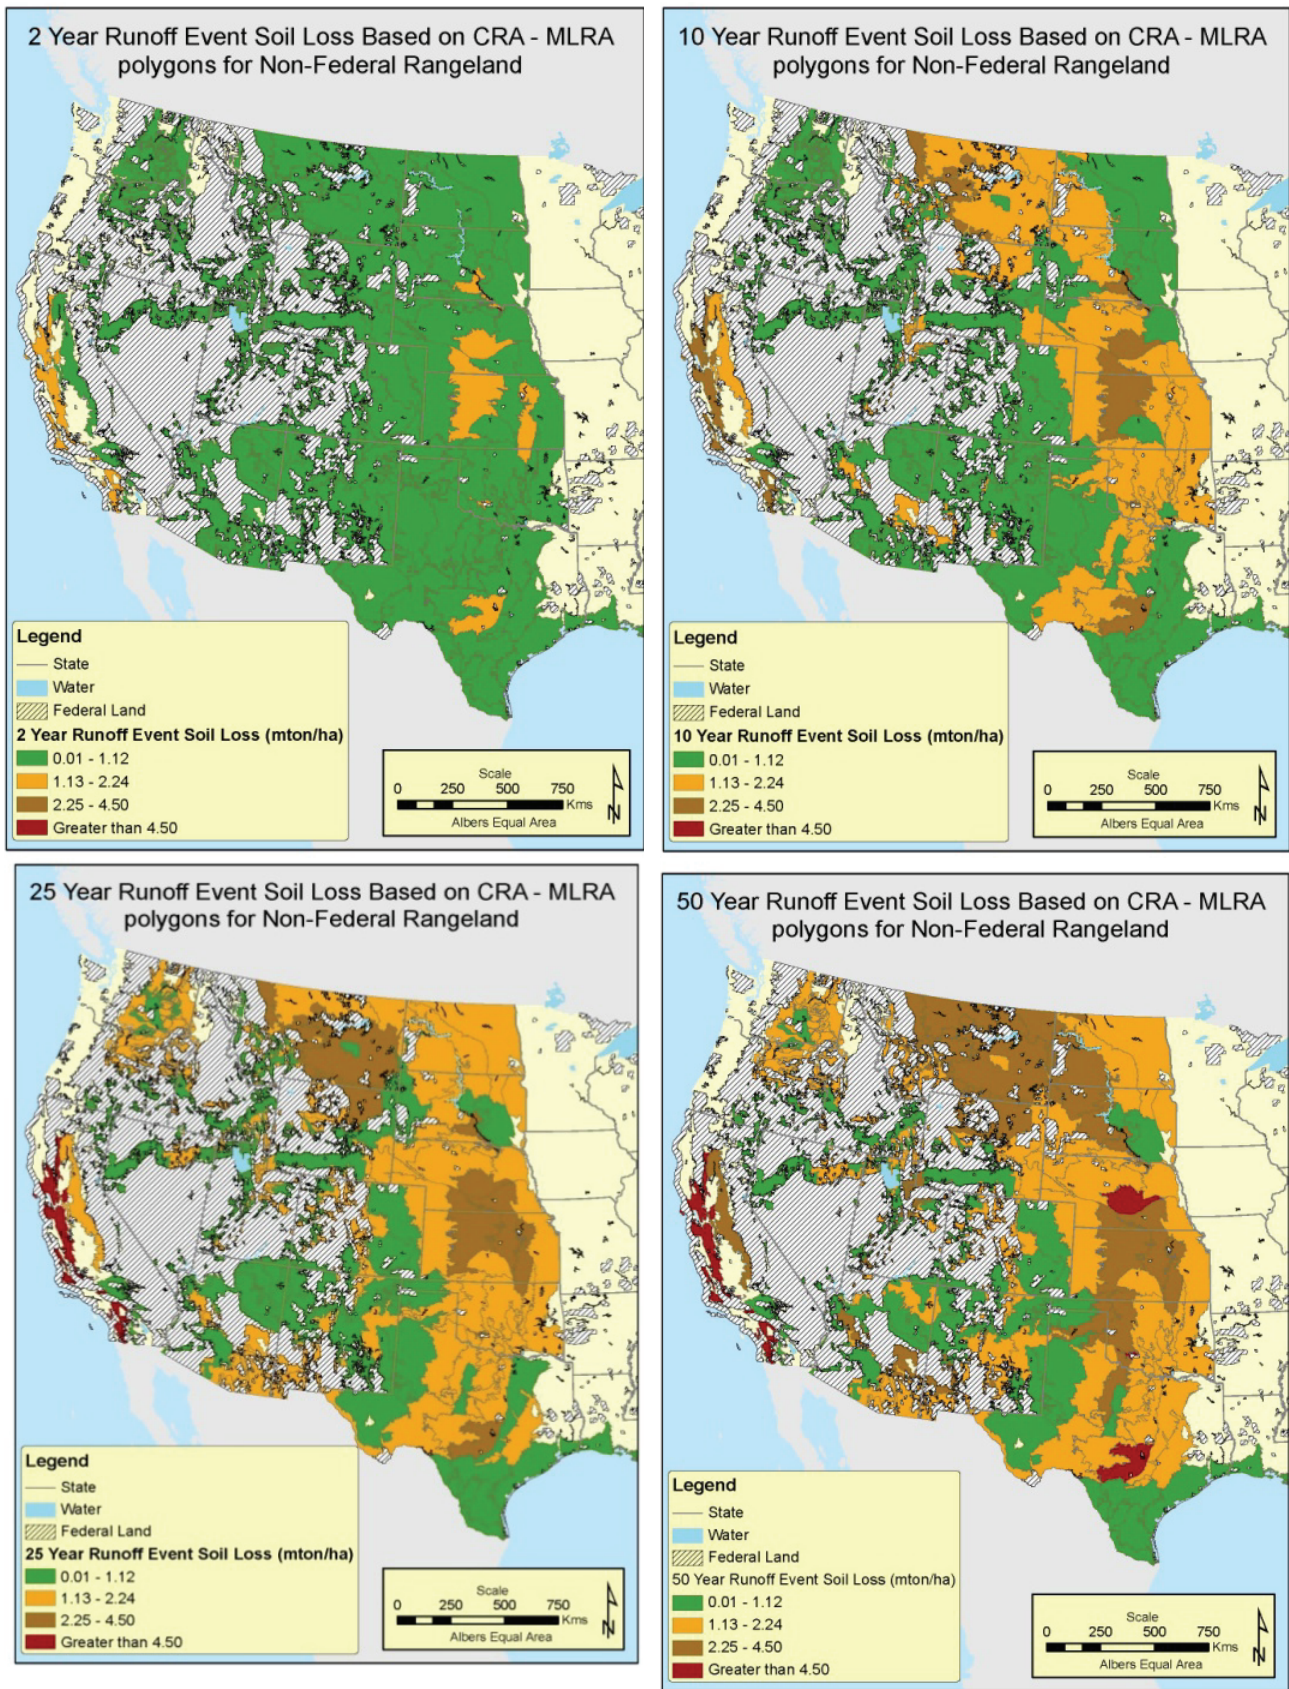 2 Year Runoff Event Soil Loss Based on CRA - MLRA
polygons for Non-Federal Rangeland
Legend
State
Water
Federal Land
2 Year Runoff Event Soil Loss (mton/ha)
0.01 - 1.12
1.13 - 2.24
2.25 - 4.50
Greater than 4.50
Scale
0 250 500 750
Kms
Albers Equal Area
N
10 Year Runoff Event Soil Loss Based on CRA - MLRA
polygons for Non-Federal Rangeland
Legend
State
Water
Federal Land
10 Year Runoff Event Soil Loss (mton/ha)
0.01 - 1.12
1.13 - 2.24
2.25 - 4.50
Greater than 4.50
Scale
0 250 500 750
Kms
Albers Equal Area
N
25 Year Runoff Event Soil Loss Based on CRA - MLRA
polygons for Non-Federal Rangeland
Legend
State
Water
Federal Land
25 Year Runoff Event Soil Loss (mton/ha)
0.01 - 1.12
1.13 - 2.24
2.25 - 4.50
Greater than 4.50
Scale
0 250 500 750
Kms
Albers Equal Area
N
50 Year Runoff Event Soil Loss Based on CRA - MLRA
polygons for Non-Federal Rangeland
Legend
State
Water
Federal Land
50 Year Runoff Event Soil Loss (mton/ha)
0.01 - 1.12
1.13 - 2.24
2.25 - 4.50
Greater than 4.50
Scale
0 250 500 750
Kms
Albers Equal Area
N